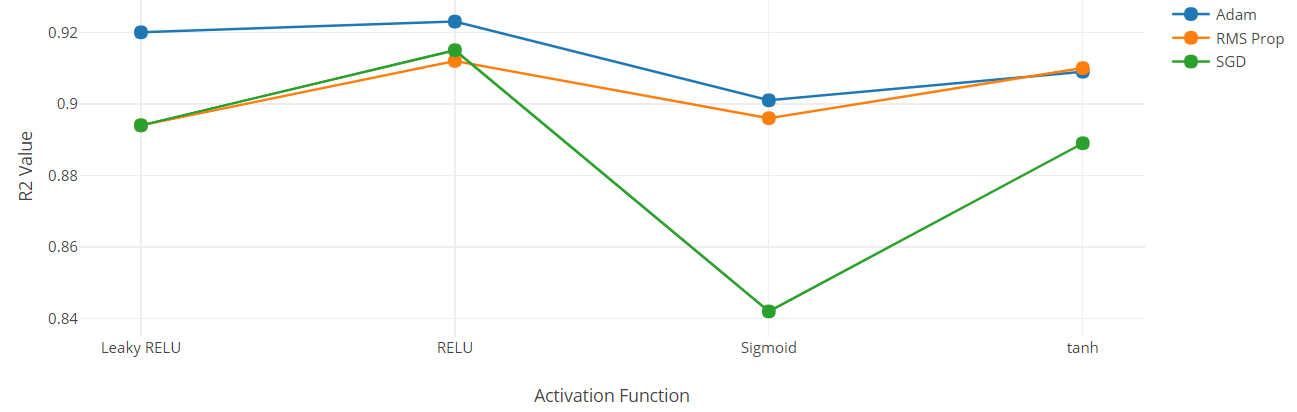 Adam
RMS Prop
SGD
R2 Value
0.92
0.9
0.88
0.86
0.84
Leaky RELU
RELU
Sigmoid
tanh
Activation Function